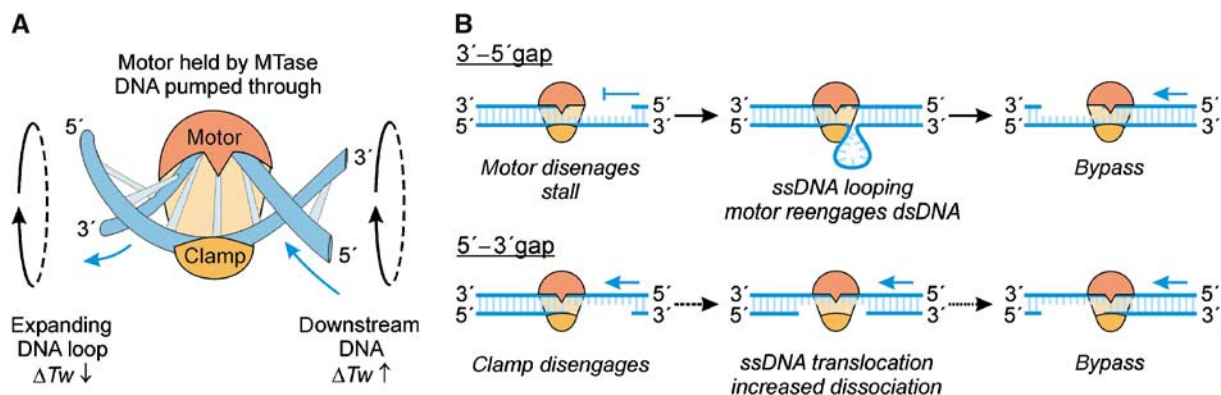 A
Motor held by MTase
DNA pumped through
5´
Motor
3´
3´
Clamp
5´
Expanding
DNA loop
ΔTw ↓
Downstream
DNA
ΔTw ↑
B
3´–5´gap
3´ 5´ 3´ 5´ 3´ 5´
5´ 3´ 5´ 3´ 5´ 3´
Motor disenages
stall
ssDNA looping
motor reengages dsDNA
Bypass
5´–3´gap
3´ 5´ 3´ 5´ 3´ 5´
5´ 3´ 5´ 3´ 5´ 3´
Clamp disengages
ssDNA translocation
increased dissociation
Bypass